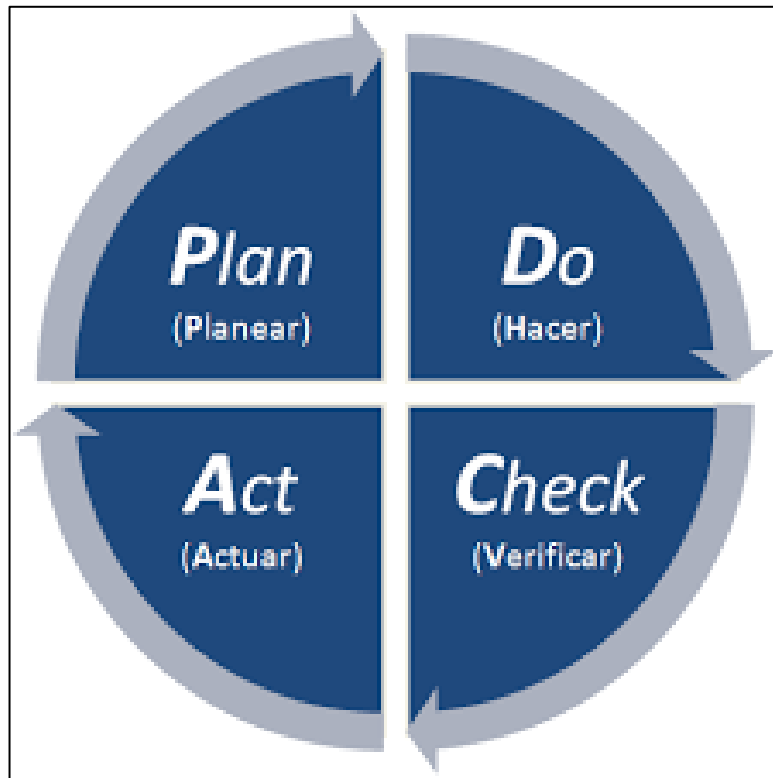 Plan
(Planear)
Do
(Hacer)
Act
(Actuar)
Check
(Verificar)